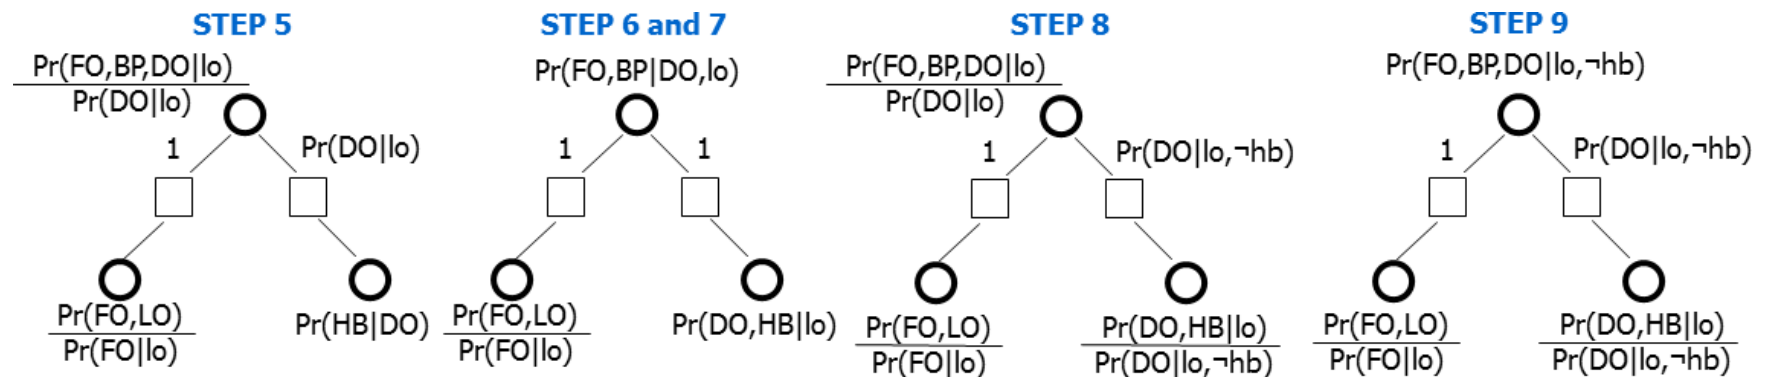 STEP 5
Pr(FO,BP,DO|lo)
Pr(DO|lo)
1
Pr(DO|lo)
Pr(FO,LO)
Pr(FO|lo)
Pr(HB|DO)
STEP 6 and 7
Pr(FO,BP|DO,lo)
1
1
Pr(FO,LO)
Pr(FO|lo)
Pr(DO,HB|lo)
STEP 8
Pr(FO,BP,DO|lo)
Pr(DO|lo)
1
Pr(DO|lo,¬hb)
Pr(FO,LO)
Pr(FO|lo)
Pr(DO,HB|lo)
Pr(DO|lo,¬hb)
STEP 9
Pr(FO,BP,DO|lo,¬hb)
1
Pr(DO|lo,¬hb)
Pr(FO,LO)
Pr(FO|lo)
Pr(DO,HB|lo)
Pr(DO|lo,¬hb)